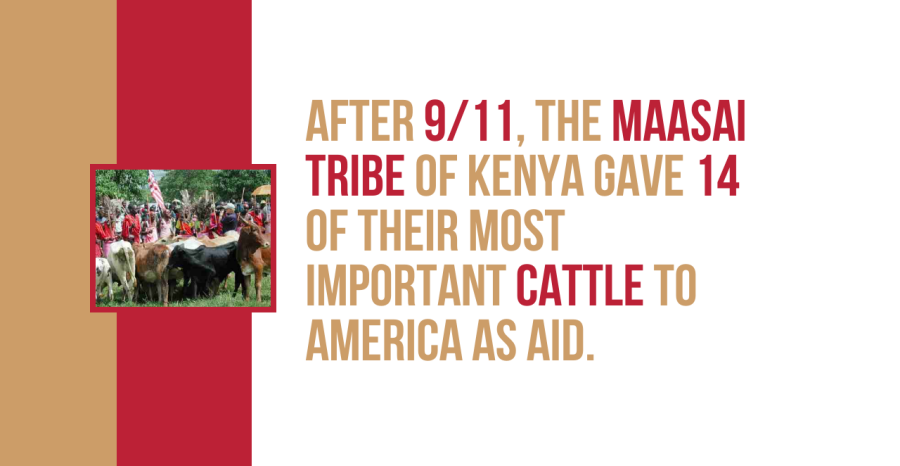 AFTER 9/11, THE MAASAI
TRIBE OF KENYA GAVE 14
OF THEIR MOST
IMPORTANT CATTLE TO
AMERICA AS AID.